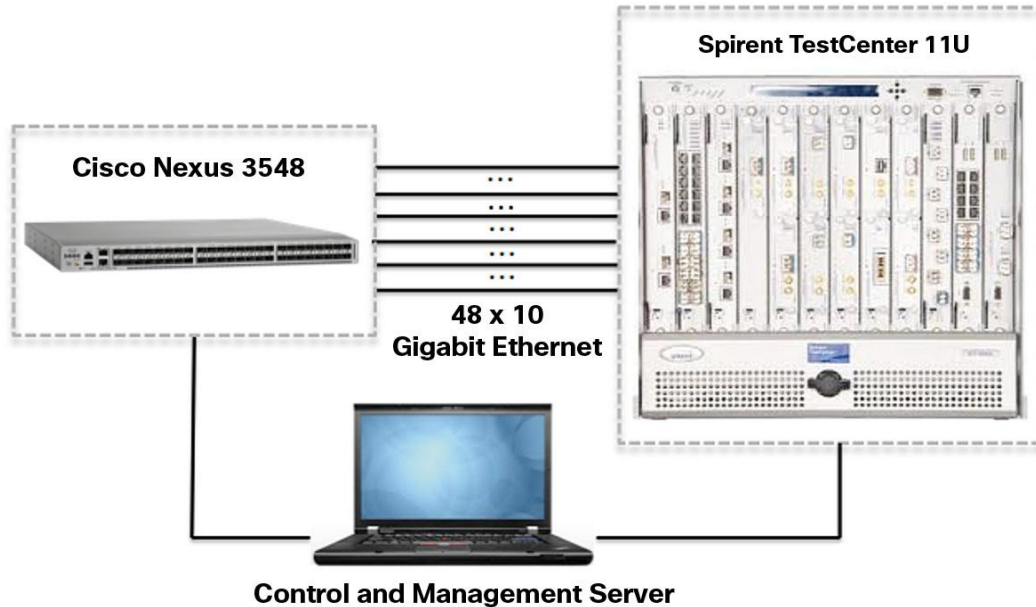 Spirent TestCenter 11U
Cisco Nexus 3548
...
...
...
...
...
48 x 10
Gigabit Ethernet
Control and Management Server